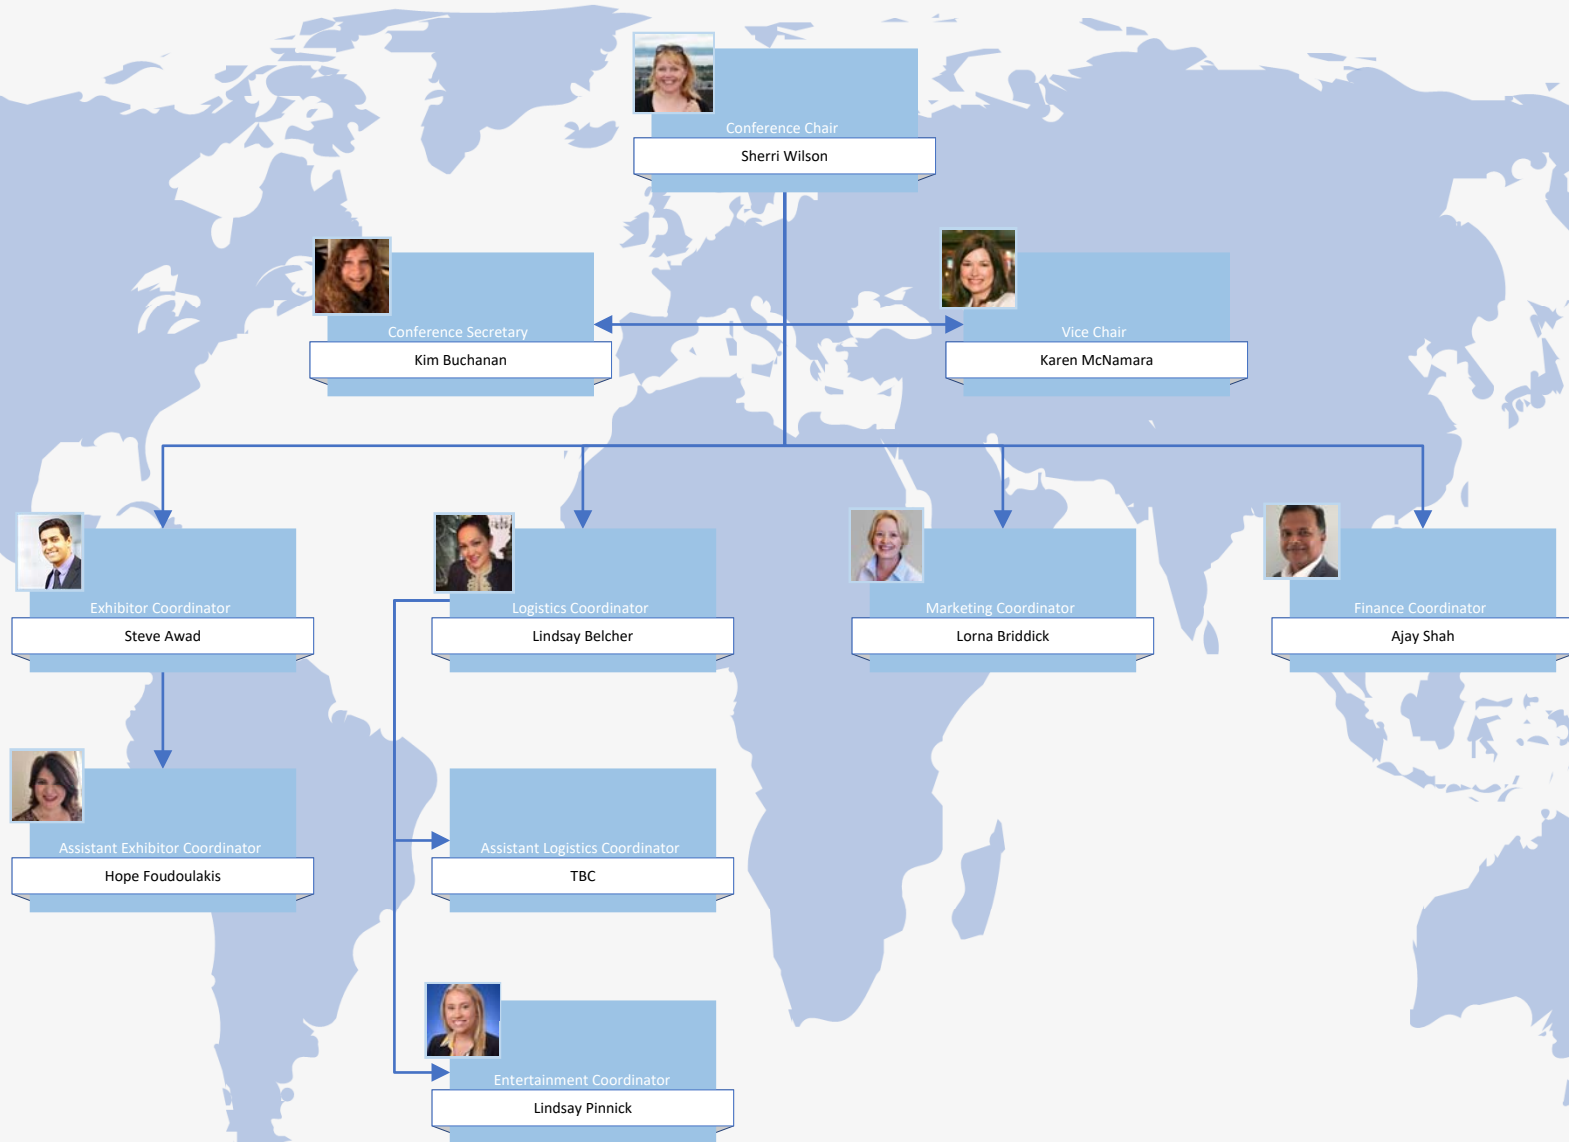 Conference Chair
Sherri Wilson
Conference Secretary
Kim Buchanan
Vice Chair
Karen McNamara
Exhibitor Coordinator
Steve Awad
Logistics Coordinator
Lindsay Belcher
Marketing Coordinator
Lorna Briddick
Finance Coordinator
Ajay Shah
Assistant Exhibitor Coordinator
Hope Foudoulakis
Assistant Logistics Coordinator
TBC
Entertainment Coordinator
Lindsay Pinnick